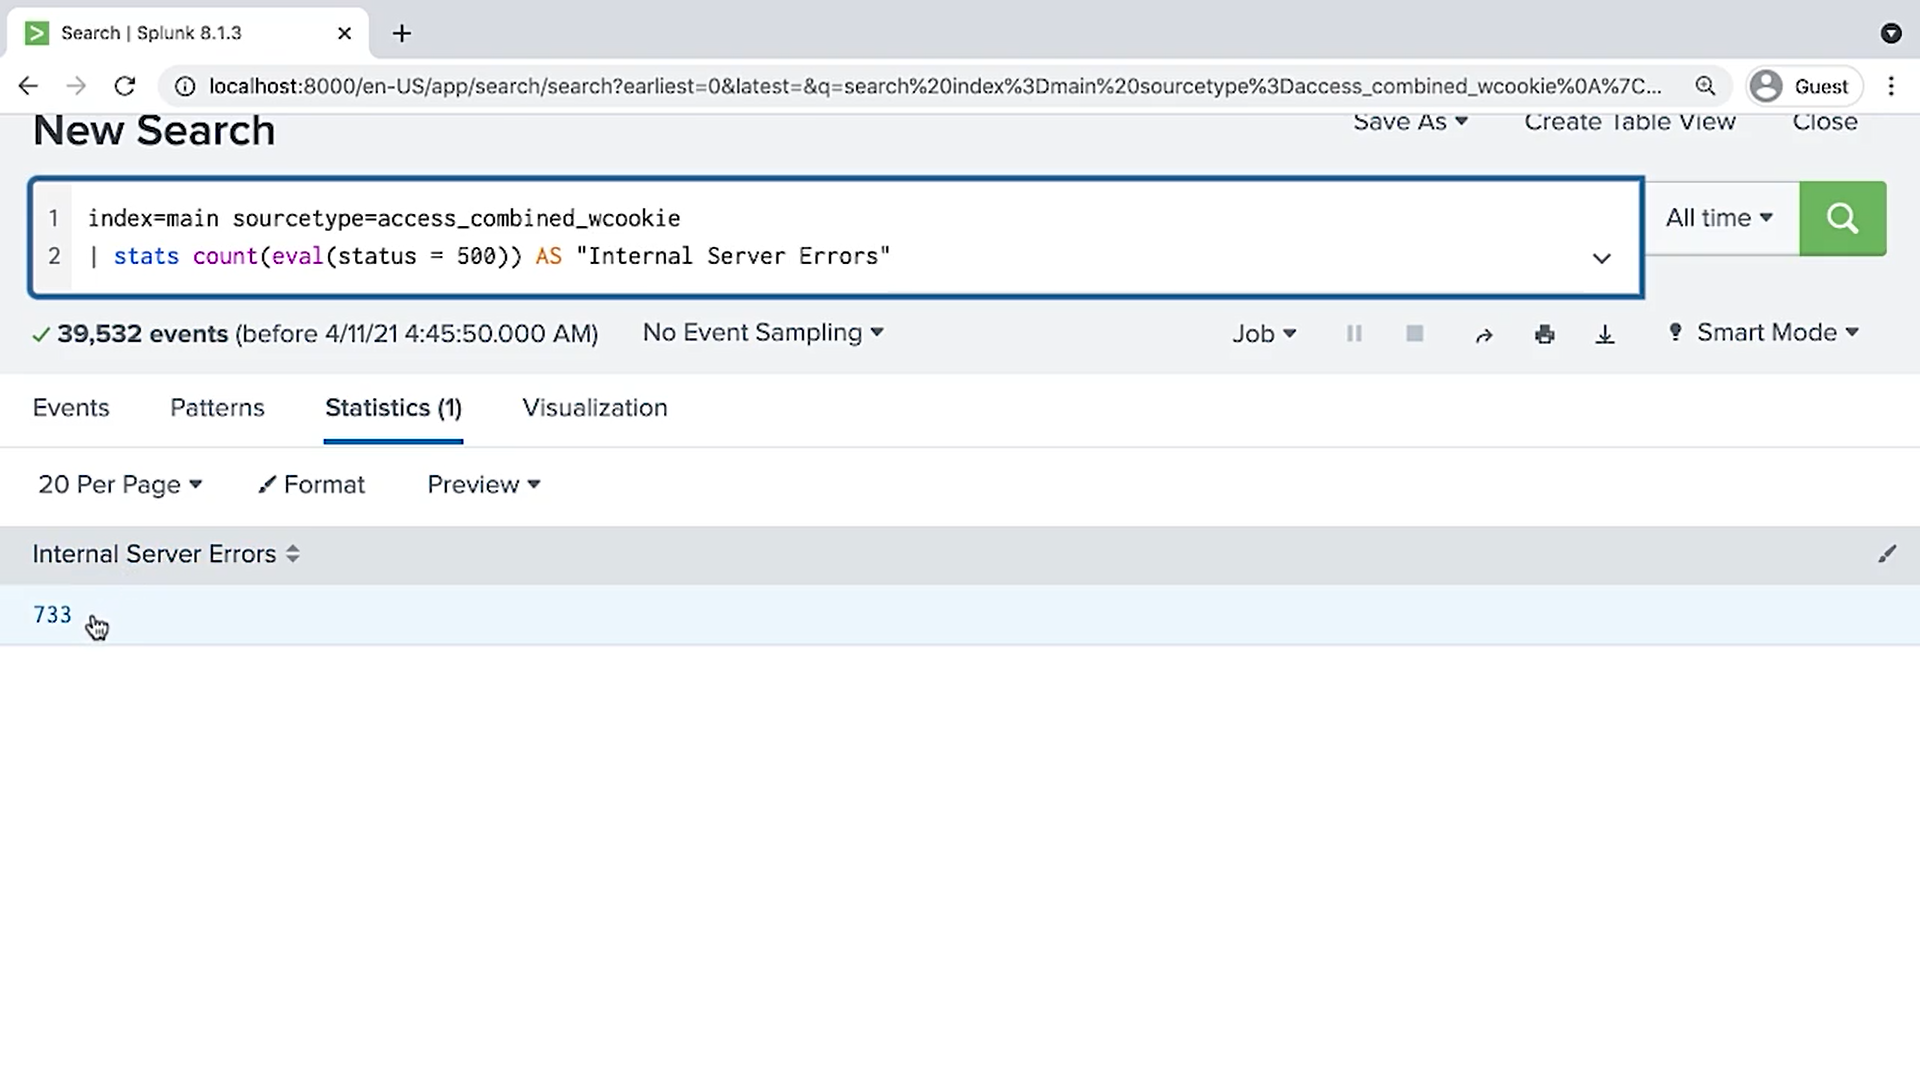 Search | Splunk 8.1.3
localhost:8000/en-US/app/search/search?earliest=0&latest=&q=search%20index%3Dmain%20sourcetype%3Daccess_combined_wcookie%0A%7C...
Guest
New Search
Save As
Create Table View
Close
1 index=main sourcetype=access_combined_wcookie
2 | stats count(eval(status = 500)) AS "Internal Server Errors"
All time
39,532 events (before 4/11/21 4:45:50.000 AM)
No Event Sampling
Job
Smart Mode
Events
Patterns
Statistics (1)
Visualization
20 Per Page
Format
Preview
Internal Server Errors
733